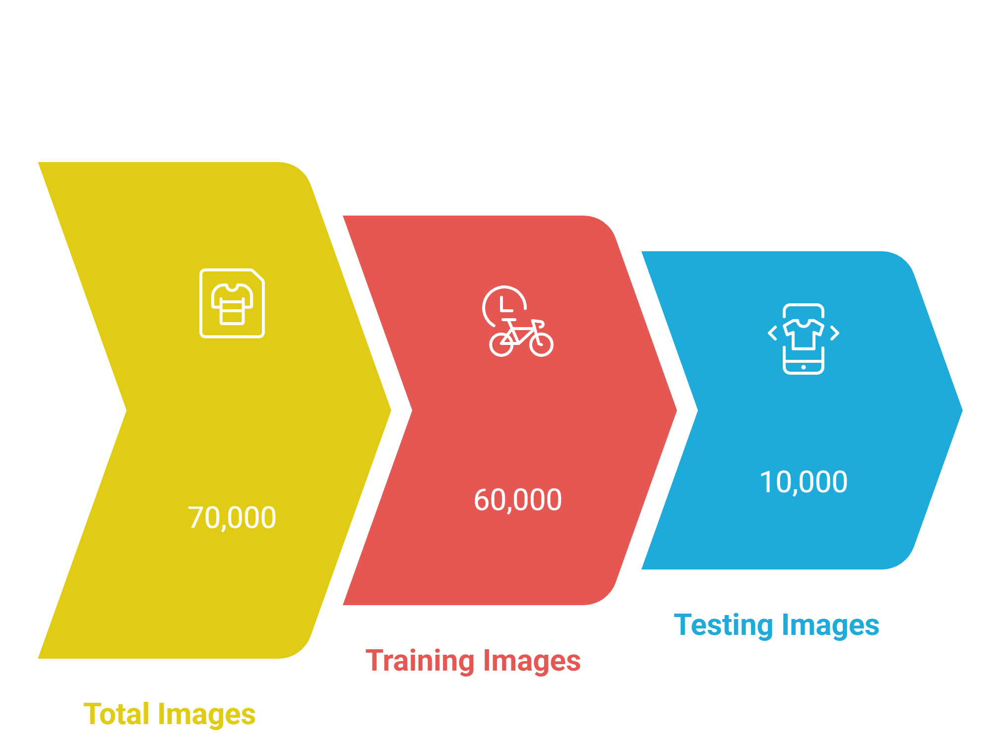 70,000
Total Images
60,000
Training Images
10,000
Testing Images